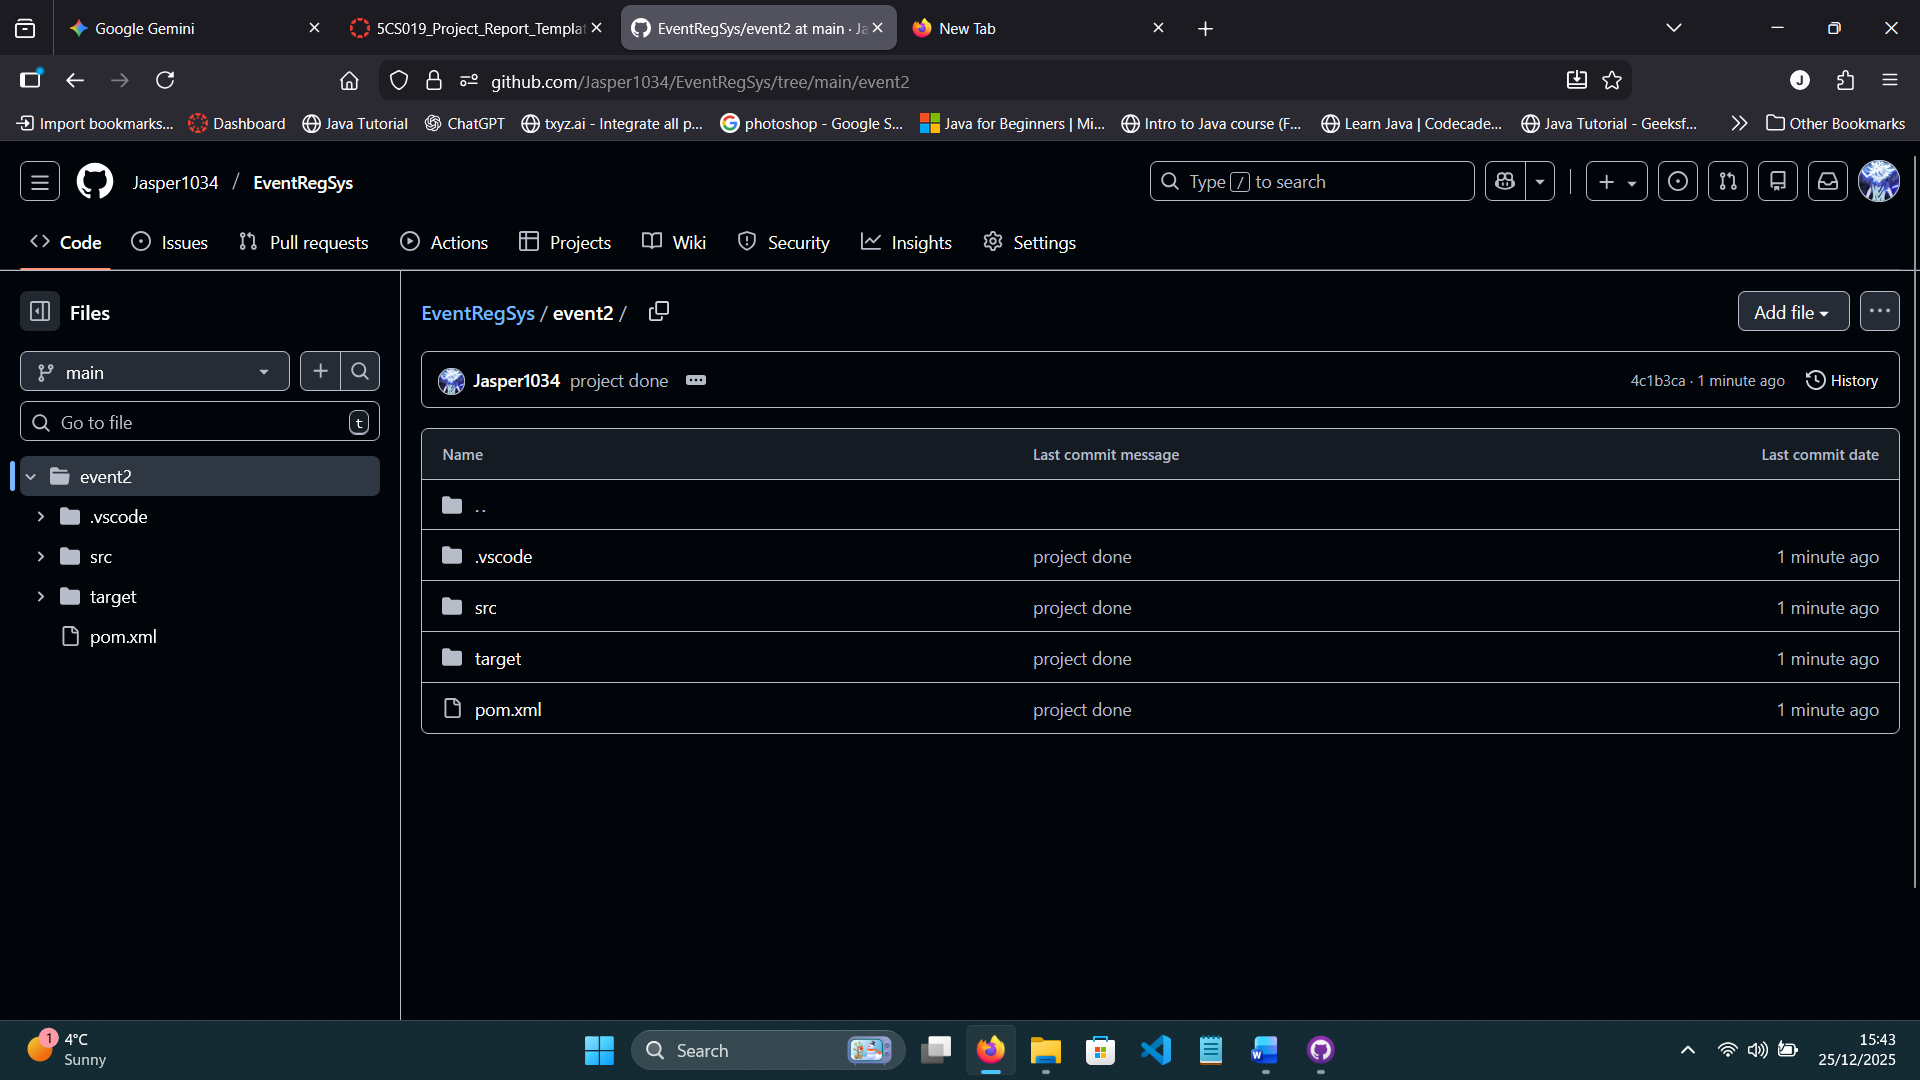 Google Gemini
5CS019_Project_Report_Templat
EventRegSys/event2 at main · Ja
New Tab
github.com/Jasper1034/EventRegSys/tree/main/event2
J
Import bookmarks...
Dashboard
Java Tutorial
ChatGPT
txyz.ai - Integrate all p...
photoshop - Google S...
Java for Beginners | Mi...
Intro to Java course (F...
Learn Java | Codecade...
Java Tutorial - Geeksf...
Other Bookmarks
Jasper1034 / EventRegSys
Type / to search
Code
Issues
Pull requests
Actions
Projects
Wiki
Security
Insights
Settings
Files
EventRegSys / event2 /
Add file
main
Jasper1034 project done
4c1b3ca · 1 minute ago
History
Go to file
t
Name
Last commit message
Last commit date
event2
.vscode
src
target
pom.xml
..
.vscode
project done
1 minute ago
src
project done
1 minute ago
target
project done
1 minute ago
pom.xml
project done
1 minute ago
1
4°C
Sunny
Search
15:43
25/12/2025